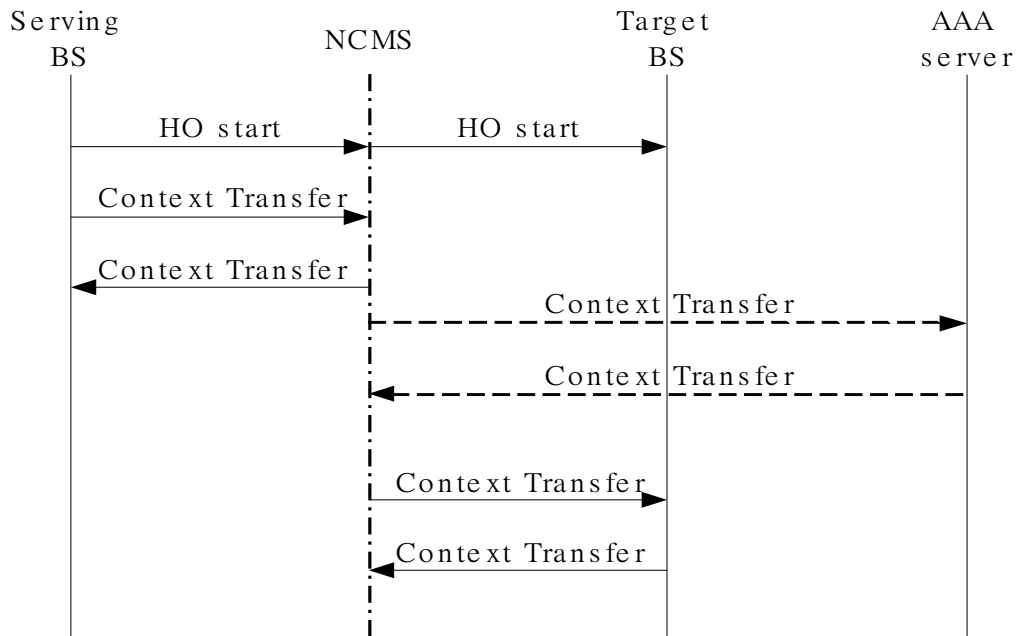 Serving
BS
NCMS
Target
BS
AAA
server
HO start
HO start
Context Transfer
Context Transfer
Context Transfer
Context Transfer
Context Transfer
Context Transfer